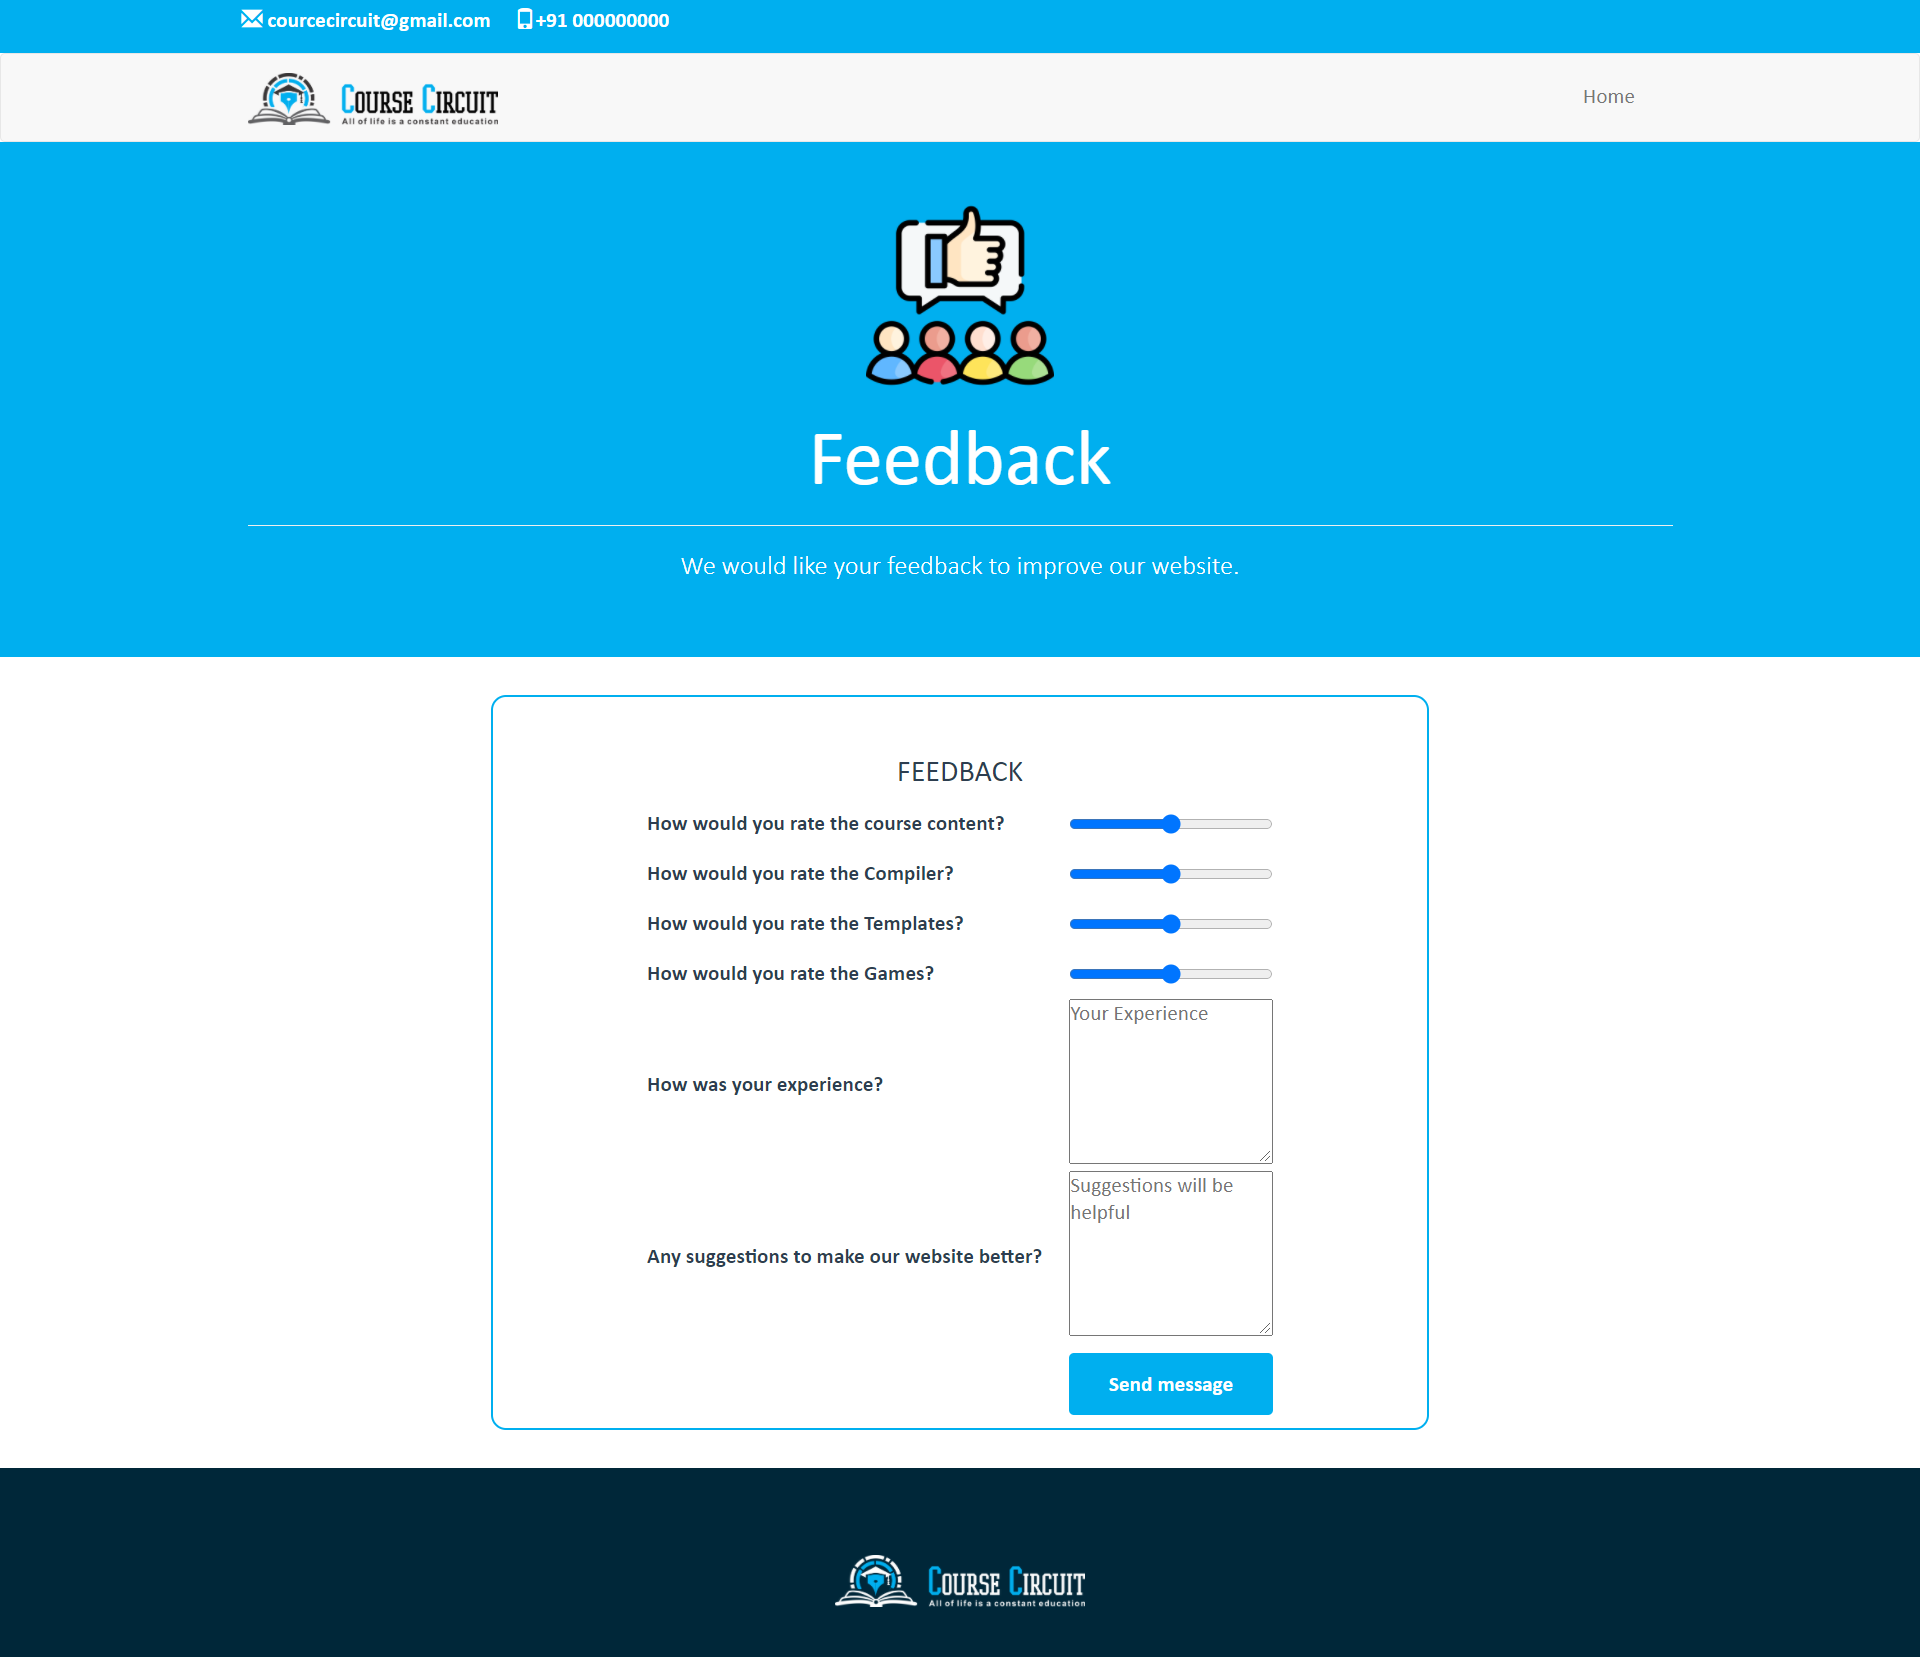 courcecircuit@gmail.com +91 000000000
COURSE CIRCUIT
All of life is a constant education
Home
Feedback
We would like your feedback to improve our website.
FEEDBACK
How would you rate the course content?
How would you rate the Compiler?
How would you rate the Templates?
How would you rate the Games?
Your Experience
How was your experience?
Suggestions will be
helpful
Any suggestions to make our website better?
Send message
COURSE CIRCUIT
All of life is a constant education